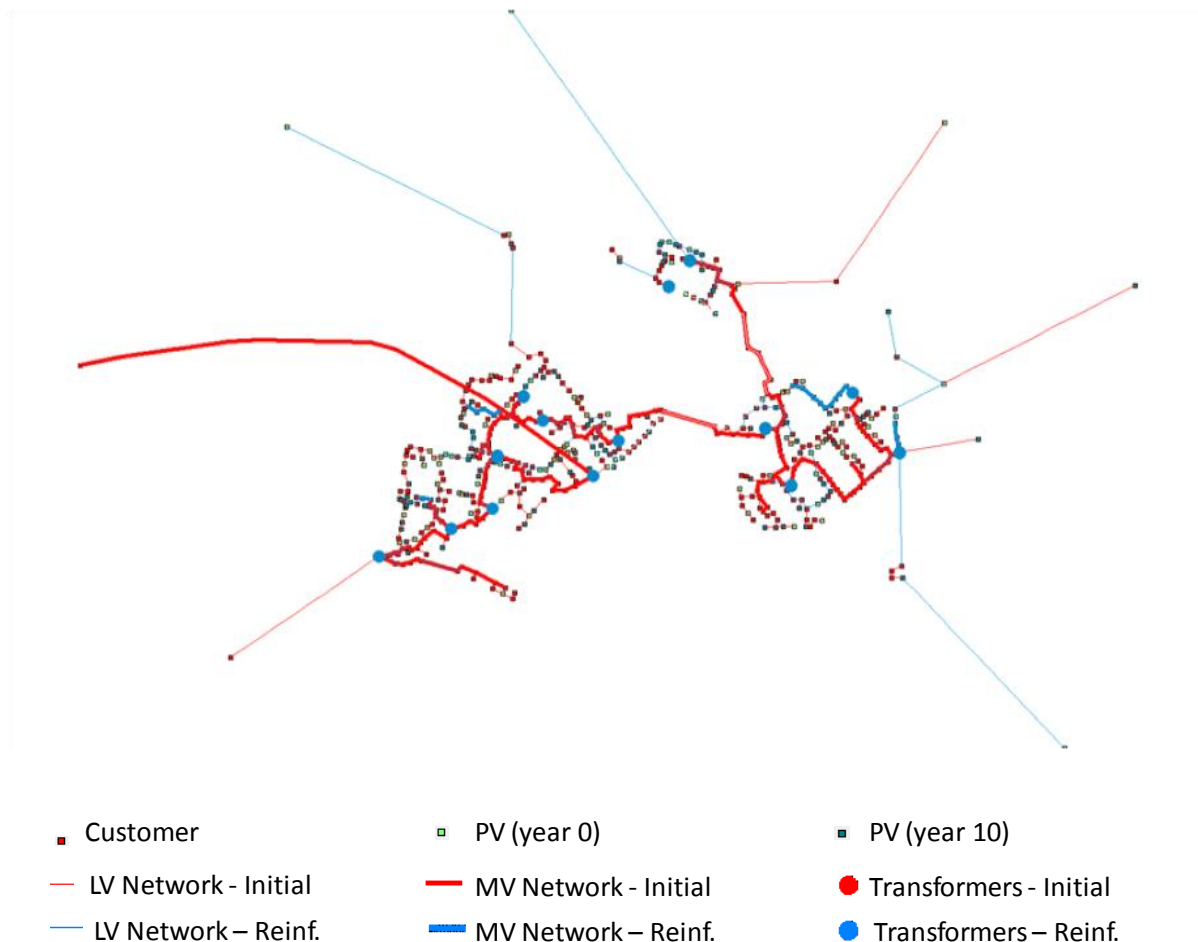 Customer PV (year 0) PV (year 10)
LV Network - Initial MV Network - Initial Transformers - Initial
LV Network – Reinf. MV Network – Reinf. Transformers – Reinf.